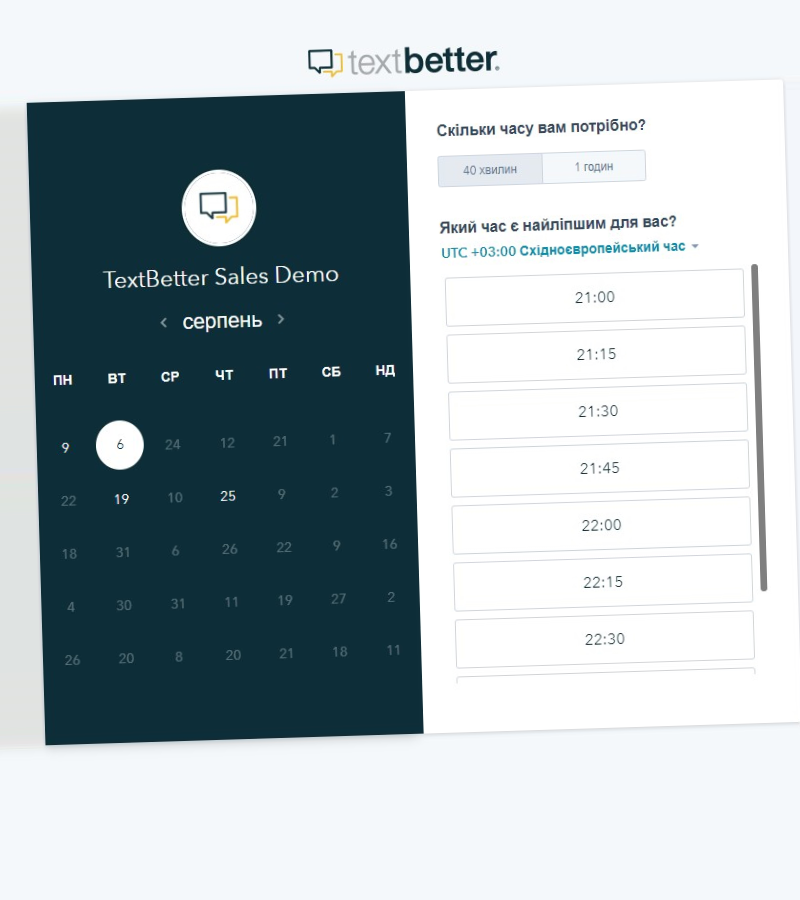 textbetter.
TextBetter Sales Demo
серпень
ПН ВТ СР ЧТ ПТ СБ НД
9 6 24 12 21 1 7
22 19 10 25 9 2 3
18 31 6 26 22 9 16
4 30 31 11 19 27 2
26 20 8 20 21 18 11
Скільки часу вам потрібно?
40 хвилин 1 годин
Який час є найліпшим для вас?
UTC +03:00 Східноєвропейський час
21:00
21:15
21:30
21:45
22:00
22:15
22:30